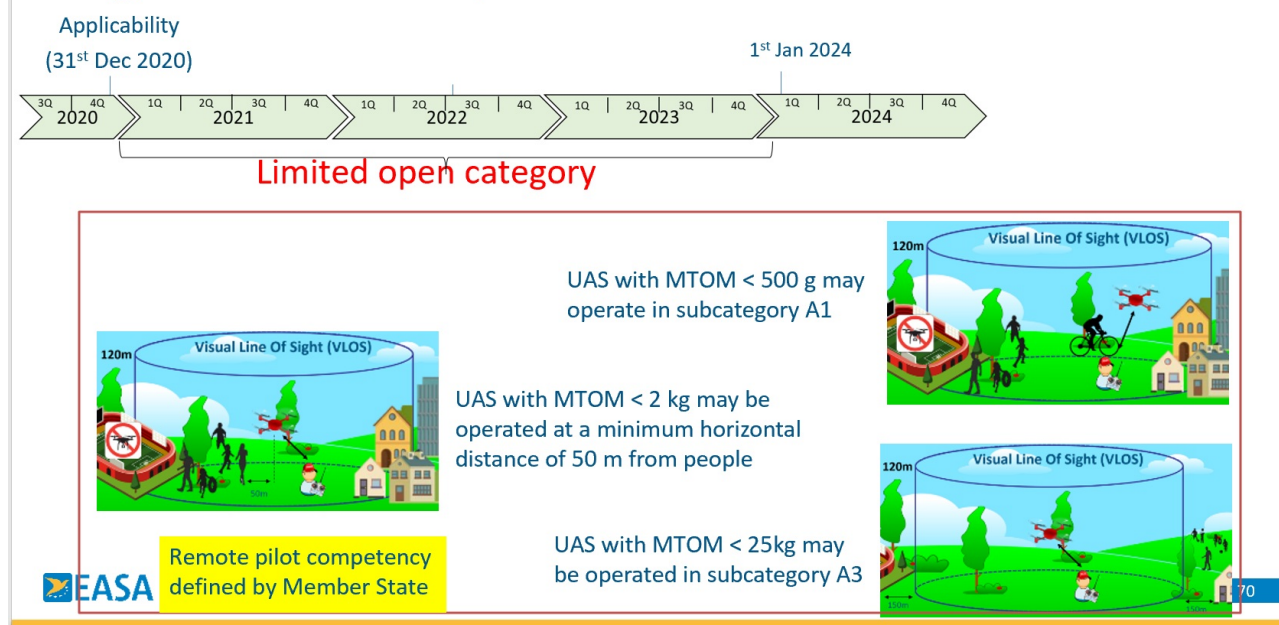 Applicability
(31st Dec 2020)
1st Jan 2024
3Q 4Q 1Q 2Q 3Q 4Q 1Q 2Q 3Q 4Q 1Q 2Q 3Q 4Q 1Q 2Q 3Q 4Q
2020 2021 2022 2023 2024
Limited open category
120m
Visual Line Of Sight (VLOS)
UAS with MTOM < 500 g may
operate in subcategory A1
120m
Visual Line Of Sight (VLOS)
50m
UAS with MTOM < 2 kg may be
operated at a minimum horizontal
distance of 50 m from people
120m
Visual Line Of Sight (VLOS)
150m
150m
UAS with MTOM < 25kg may
be operated in subcategory A3
Remote pilot competency
defined by Member State
EASA
70